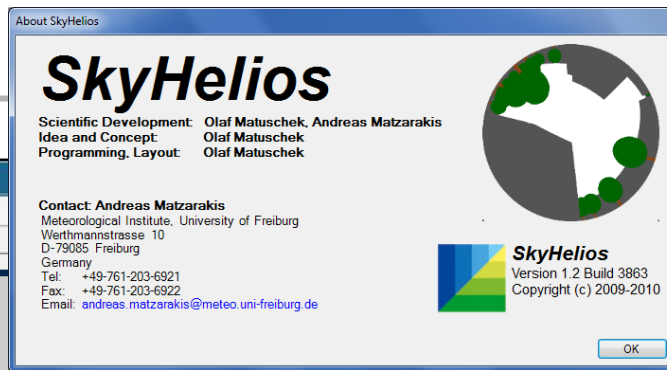 About SkyHelios
SkyHelios
Scientific Development: Olaf Matuschek, Andreas Matzarakis
Idea and Concept: Olaf Matuschek
Programming, Layout: Olaf Matuschek
Contact: Andreas Matzarakis
Meteorological Institute, University of Freiburg
Werthmannstrasse 10
D-79085 Freiburg
Germany
Tel: +49-761-203-6921
Fax: +49-761-203-6922
Email: andreas.matzarakis@meteo.uni-freiburg.de
SkyHelios
Version 1.2 Build 3863
Copyright (c) 2009-2010
OK